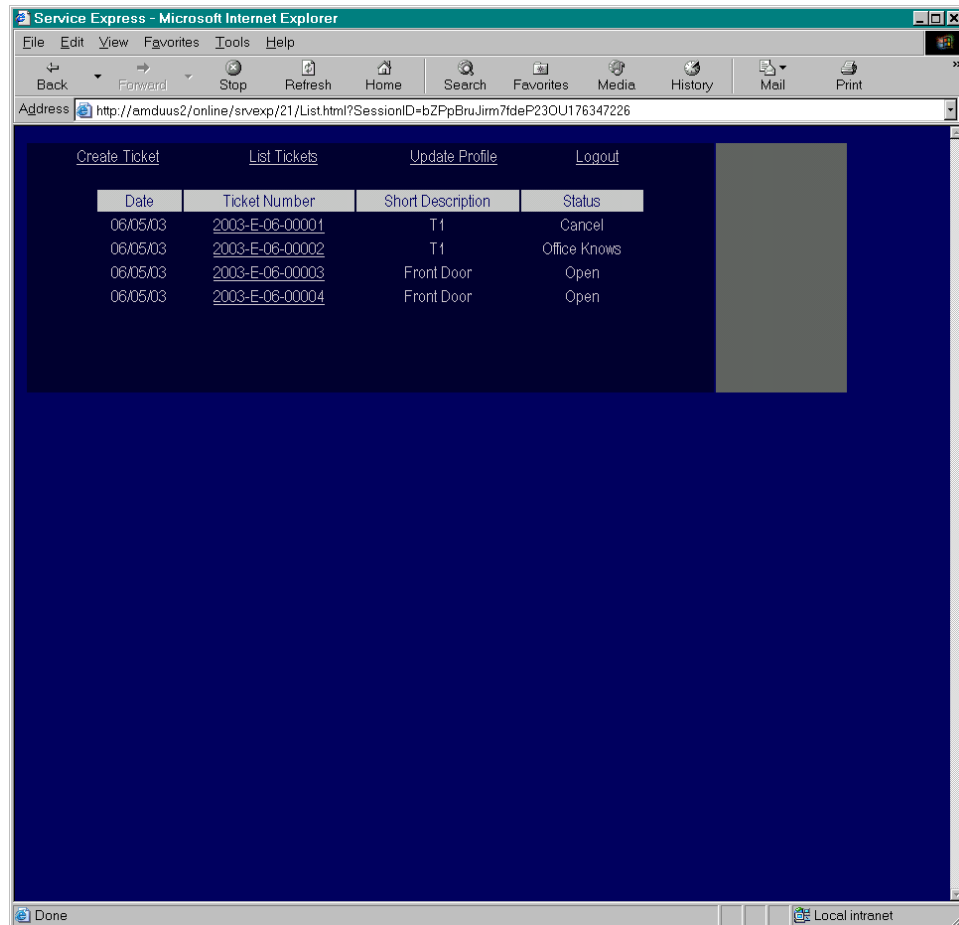 Service Express - Microsoft Internet Explorer
File Edit View Favorites Tools Help
Back Forward Stop Refresh Home Search Favorites Media History Mail Print »
Address http://amduus2/online/srvexp/21/List.html?SessionID=bZPpBruJirm7fdeP23OU176347226
Create Ticket List Tickets Update Profile Logout
Date Ticket Number Short Description Status
06/05/03 2003-E-06-00001 T1 Cancel
06/05/03 2003-E-06-00002 T1 Office Knows
06/05/03 2003-E-06-00003 Front Door Open
06/05/03 2003-E-06-00004 Front Door Open
Done Local intranet